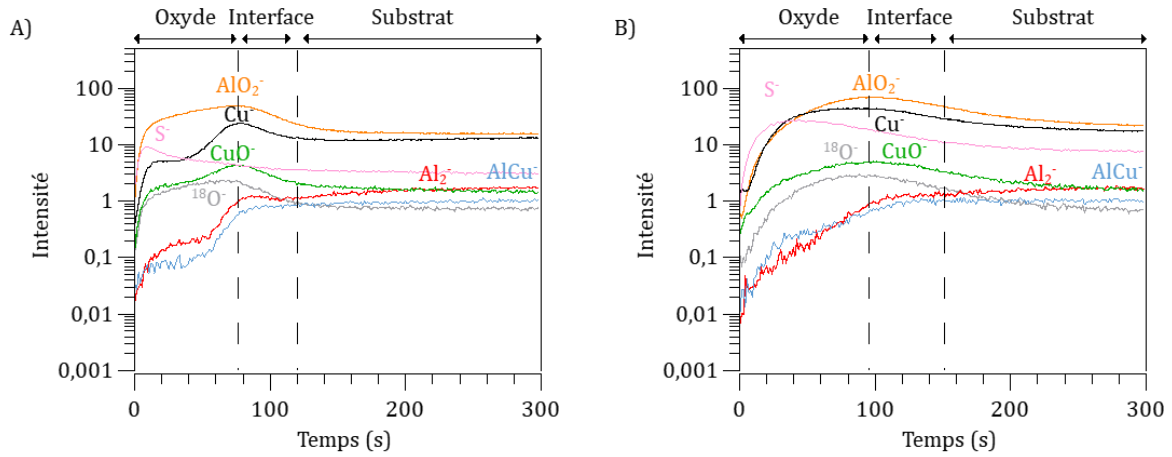 A)
Oxyde Interface Substrat
Intensité
100
10
1
0,1
0,01
0,001
AlO₂⁻
Cu⁻
S⁻
CuO⁻
¹⁸O⁻
Al₂⁻
AlCu⁻
0 100 200 300
Temps (s)
B)
Oxyde Interface Substrat
Intensité
100
10
1
0,1
0,01
0,001
S⁻
AlO₂⁻
Cu⁻
¹⁸O⁻
CuO⁻
Al₂⁻
AlCu⁻
0 100 200 300
Temps (s)